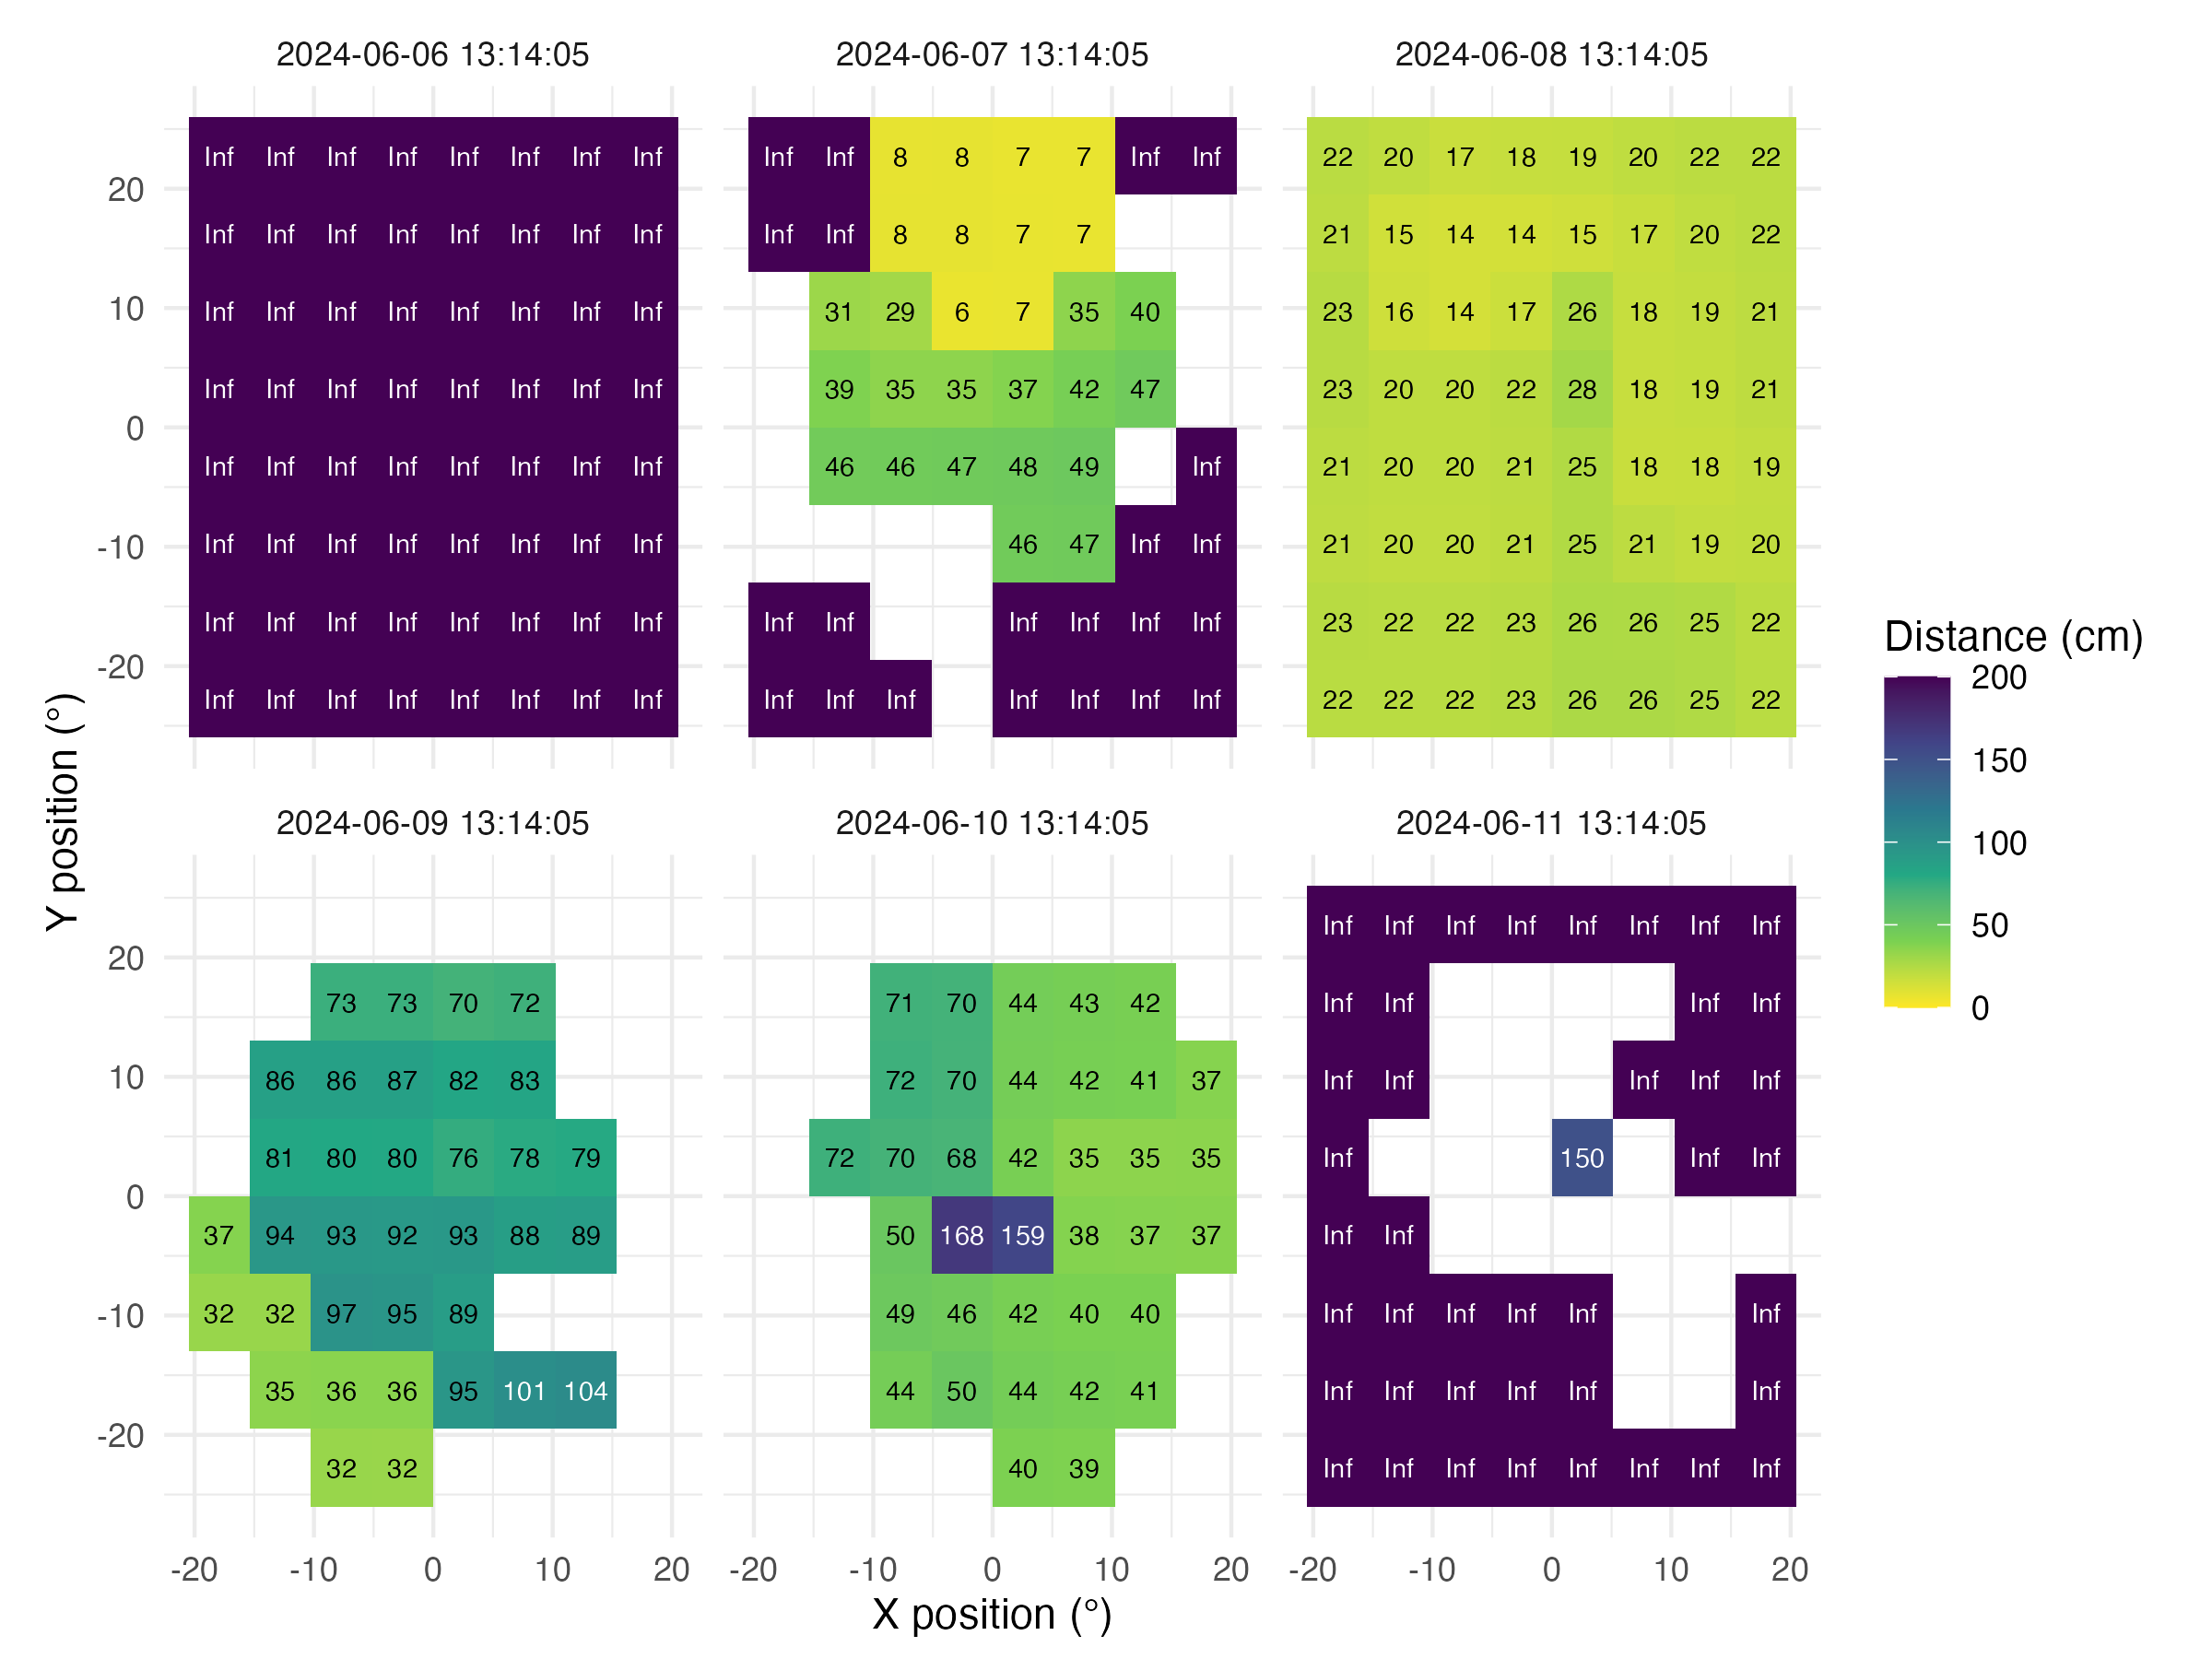 2024-06-06 13:14:05 2024-06-07 13:14:05 2024-06-08 13:14:05
Inf Inf Inf Inf Inf Inf Inf Inf Inf Inf 8 8 7 7 Inf Inf 22 20 17 18 19 20 22 22
20
Inf Inf Inf Inf Inf Inf Inf Inf Inf Inf 8 8 7 7 21 15 14 14 15 17 20 22
10 Inf Inf Inf Inf Inf Inf Inf Inf 31 29 6 7 35 40 23 16 14 17 26 18 19 21
Inf Inf Inf Inf Inf Inf Inf Inf 39 35 35 37 42 47 23 20 20 22 28 18 19 21
0
Inf Inf Inf Inf Inf Inf Inf Inf 46 46 47 48 49 Inf 21 20 20 21 25 18 18 19
-10 Inf Inf Inf Inf Inf Inf Inf Inf 46 47 Inf Inf 21 20 20 21 25 21 19 20
Inf Inf Inf Inf Inf Inf Inf Inf Inf Inf Inf Inf Inf Inf 23 22 22 23 26 26 25 22
-20
Inf Inf Inf Inf Inf Inf Inf Inf Inf Inf Inf Inf Inf Inf Inf 22 22 22 23 26 26 25 22
2024-06-09 13:14:05 2024-06-10 13:14:05 2024-06-11 13:14:05
Inf Inf Inf Inf Inf Inf Inf Inf
20
73 73 70 72 71 70 44 43 42 Inf Inf Inf Inf
10 86 86 87 82 83 72 70 44 42 41 37 Inf Inf Inf Inf Inf
81 80 80 76 78 79 72 70 68 42 35 35 35 Inf 150 Inf Inf
0
37 94 93 92 93 88 89 50 168 159 38 37 37 Inf Inf
-10 32 32 97 95 89 49 46 42 40 40 Inf Inf Inf Inf Inf Inf
35 36 36 95 101 104 44 50 44 42 41 Inf Inf Inf Inf Inf Inf
-20
32 32 40 39 Inf Inf Inf Inf Inf Inf Inf Inf
-20 -10 0 10 20 -20 -10 0 10 20 -20 -10 0 10 20
X position (°)
Y position (°)
Distance (cm)
200
150
100
50
0